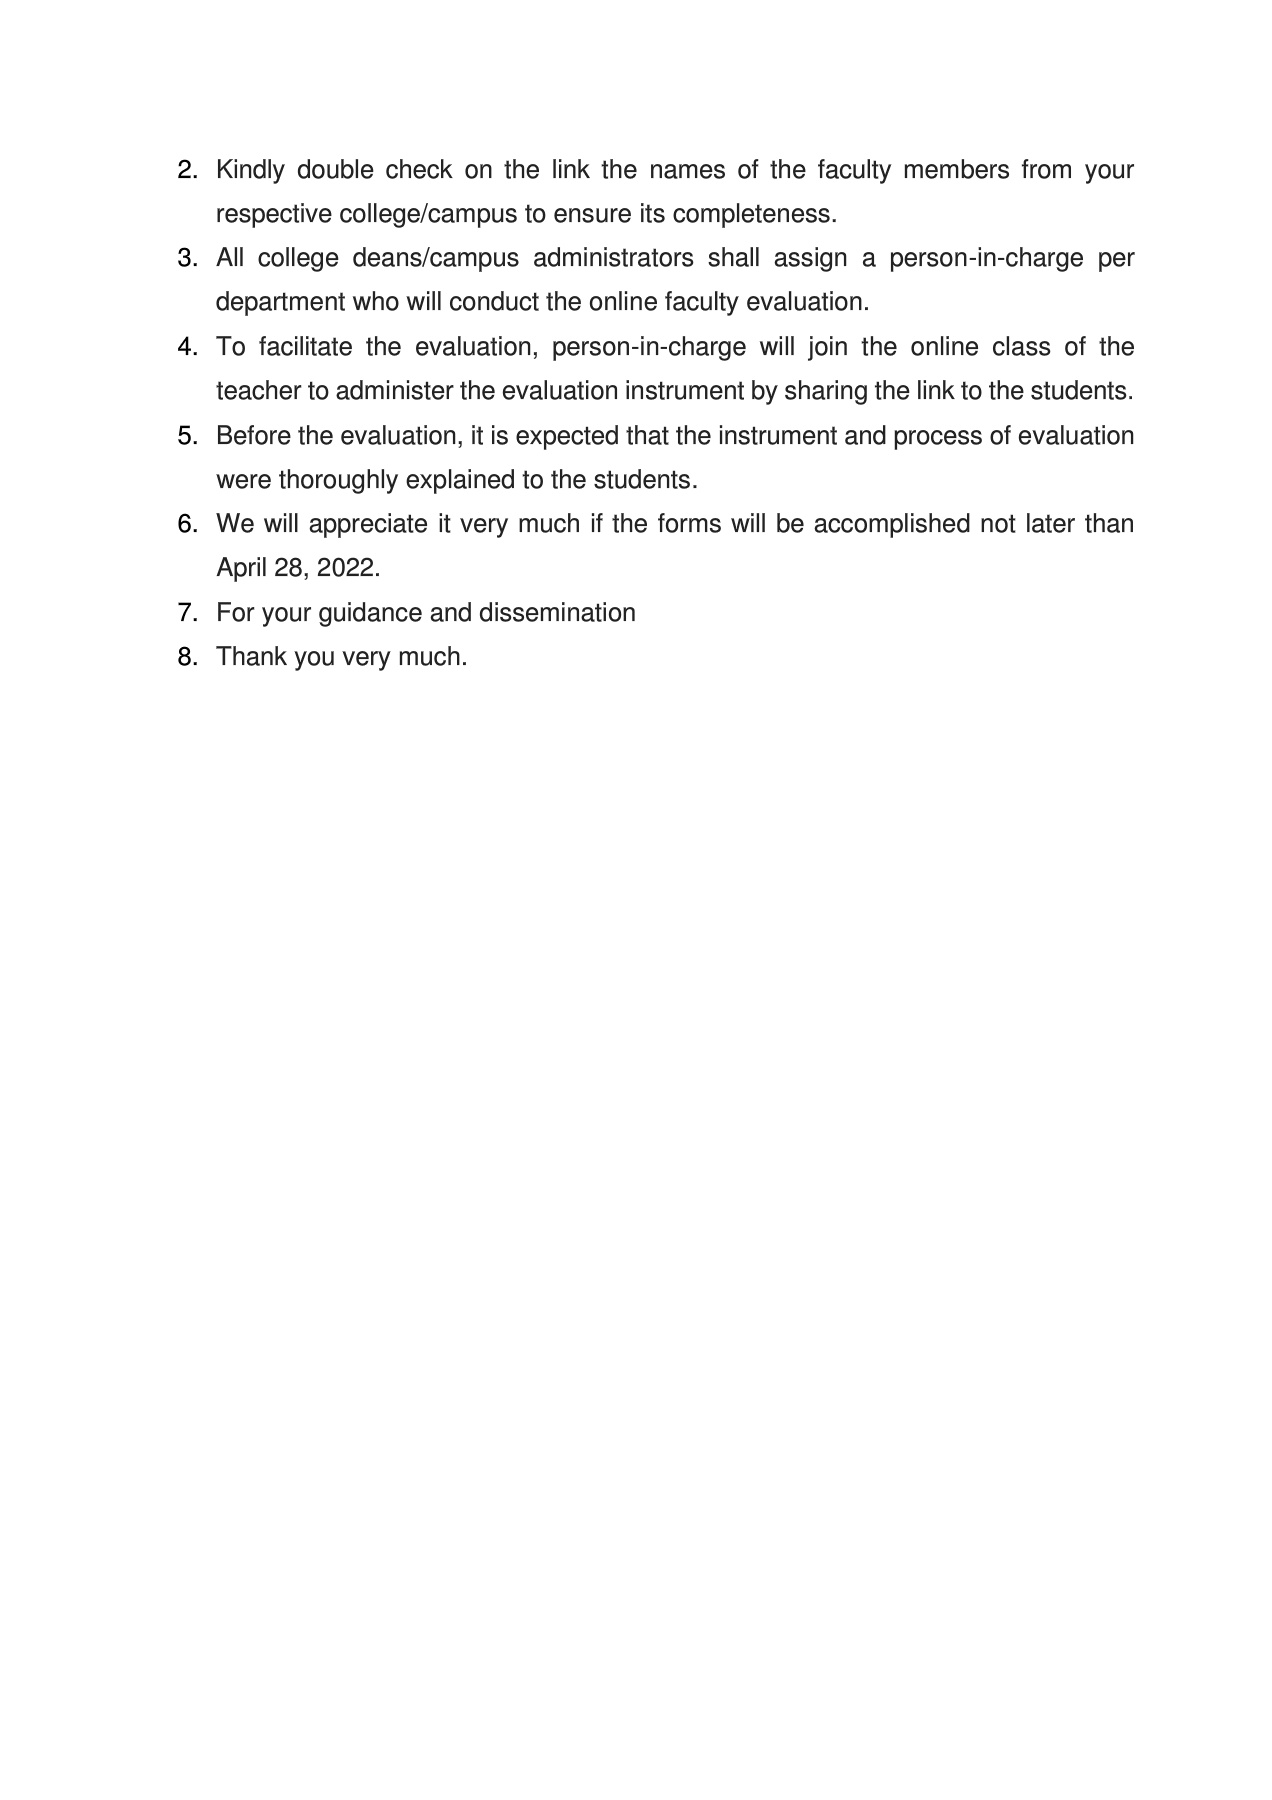 2. Kindly double check on the link the names of the faculty members from your
respective college/campus to ensure its completeness.
3. All college deans/campus administrators shall assign a person-in-charge per
department who will conduct the online faculty evaluation.
4. To facilitate the evaluation, person-in-charge will join the online class of the
teacher to administer the evaluation instrument by sharing the link to the students.
5. Before the evaluation, it is expected that the instrument and process of evaluation
were thoroughly explained to the students.
6. We will appreciate it very much if the forms will be accomplished not later than
April 28, 2022.
7. For your guidance and dissemination
8. Thank you very much.